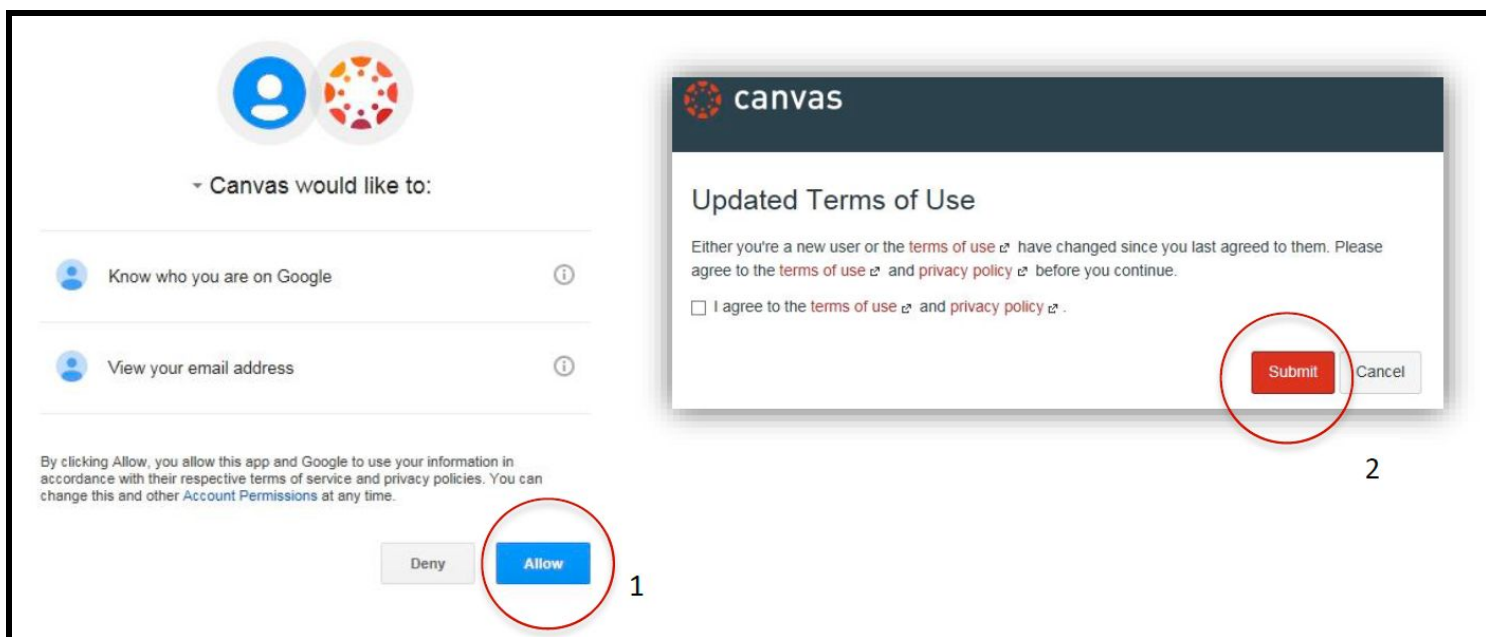 Canvas would like to:
Know who you are on Google
View your email address
By clicking Allow, you allow this app and Google to use your information in
accordance with their respective terms of service and privacy policies. You can
change this and other Account Permissions at any time.
Deny
Allow
1
canvas
Updated Terms of Use
Either you're a new user or the terms of use have changed since you last agreed to them. Please
agree to the terms of use and privacy policy before you continue.
I agree to the terms of use and privacy policy .
Submit
Cancel
2